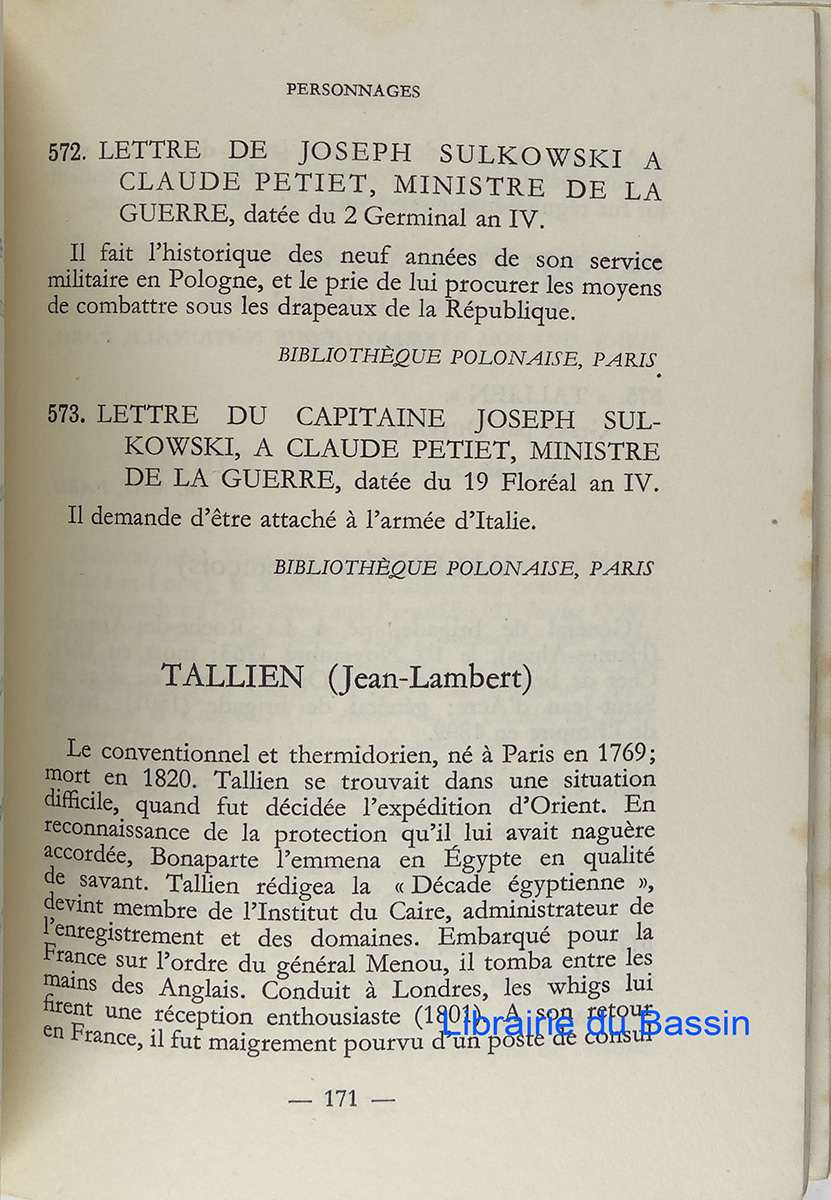 PERSONNAGES
572. LETTRE DE JOSEPH SULKOWSKI A
CLAUDE PETIET, MINISTRE DE LA
GUERRE, datée du 2 Germinal an IV.
Il fait l'historique des neuf années de son service
militaire en Pologne, et le prie de lui procurer les moyens
de combattre sous les drapeaux de la République.
BIBLIOTHÈQUE POLONAISE, PARIS.
573. LETTRE DU CAPITAINE JOSEPH SUL-
KOWSKI, A CLAUDE PETIET, MINISTRE
DE LA GUERRE, datée du 19 Floréal an IV.
Il demande d'être attaché à l'armée d'Italie.
BIBLIOTHÈQUE POLONAISE, PARIS
TALLIEN (Jean-Lambert)
Le conventionnel et thermidorien, né à Paris en 1769;
mort en 1820. Tallien se trouvait dans une situation
difficile, quand fut décidée l'expédition d'Orient. En
reconnaissance de la protection qu'il lui avait naguère
accordée, Bonaparte l'emmena en Égypte en qualité
de savant. Tallien rédigea la « Décade égyptienne »,
devint membre de l'Institut du Caire, administrateur de
l'enregistrement et des domaines. Embarqué pour la
France sur l'ordre du général Menou, il tomba entre les
mains des Anglais. Conduit à Londres, les whigs lui
firent une réception enthousiaste (1801). A son retour
en France, il fut maigrement pourvu d'un poste de consul
Librairie du Bassin
— 171 —